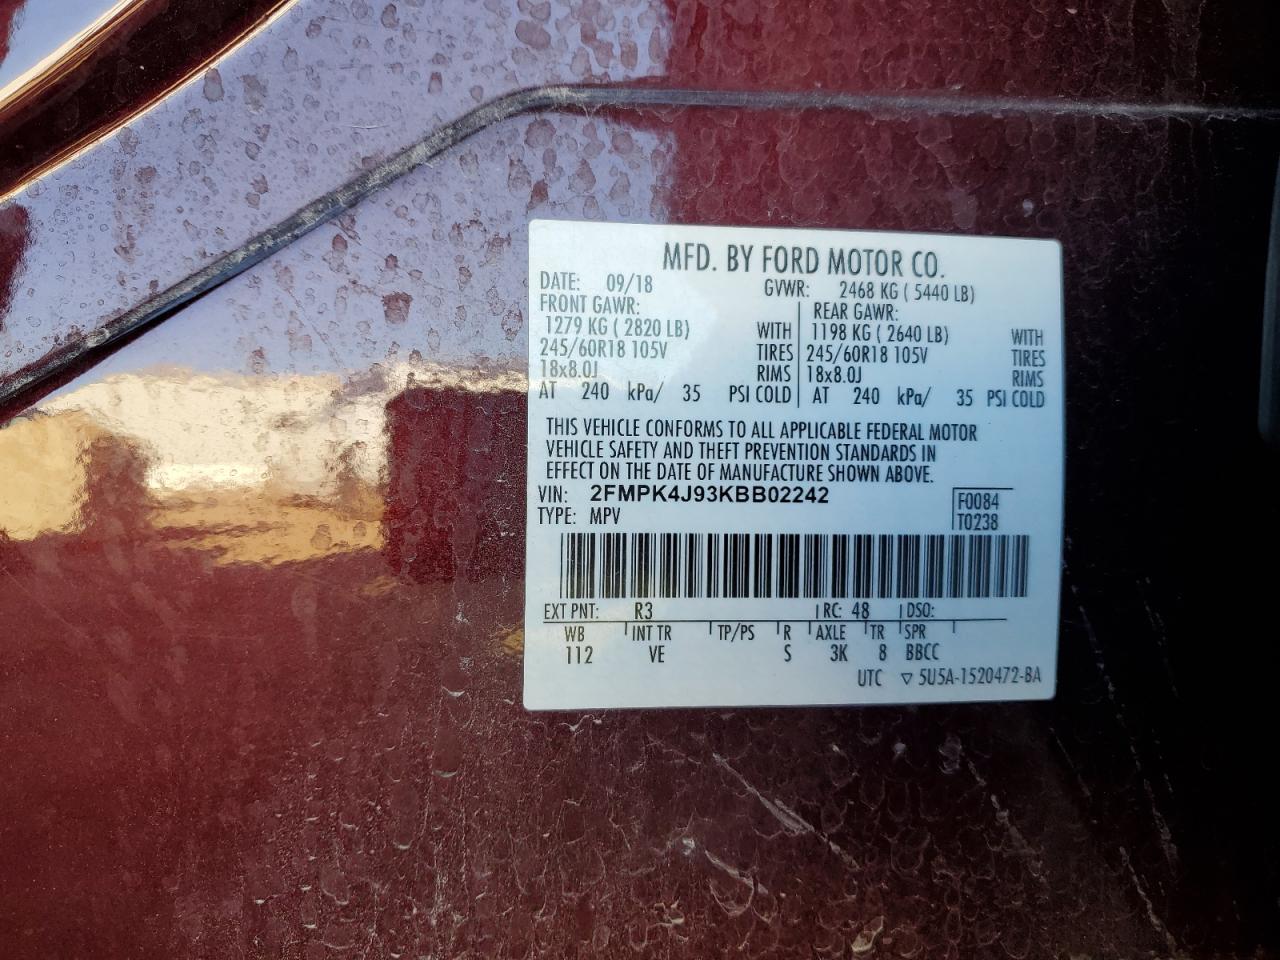 MFD. BY FORD MOTOR CO.
DATE: 09/18 GVWR: 2468 KG ( 5440 LB)
FRONT GAWR: REAR GAWR:
1279 KG ( 2820 LB) WITH 1198 KG ( 2640 LB) WITH
245/60R18 105V TIRES 245/60R18 105V TIRES
18x8.0J RIMS 18x8.0J RIMS
AT 240 kPa/ 35 PSI COLD AT 240 kPa/ 35 PSI COLD
THIS VEHICLE CONFORMS TO ALL APPLICABLE FEDERAL MOTOR
VEHICLE SAFETY AND THEFT PREVENTION STANDARDS IN
EFFECT ON THE DATE OF MANUFACTURE SHOWN ABOVE.
VIN: 2FMPK4J93KBB02242 F0084
TYPE: MPV T0238
EXT PNT: R3 RC: 48 DSO:
WB INT TR TP/PS R AXLE TR SPR
112 VE S 3K 8 BBCC
UTC ▽ 5U5A-1520472-BA